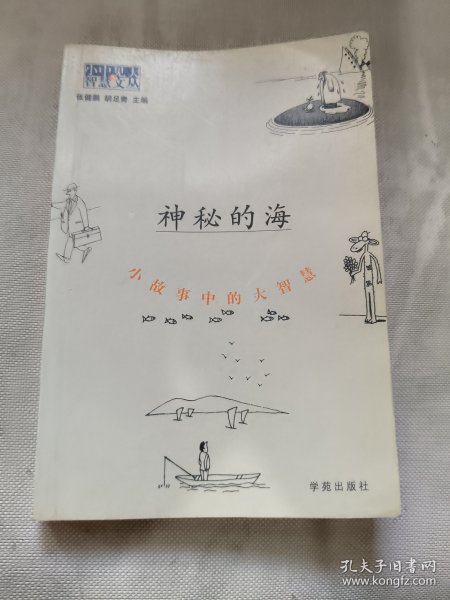 智慧文丛
张健鹏 胡足青 主编
神秘的海
小故事中的大智慧
学苑出版社
孔夫子旧书网
www.kongfz.com